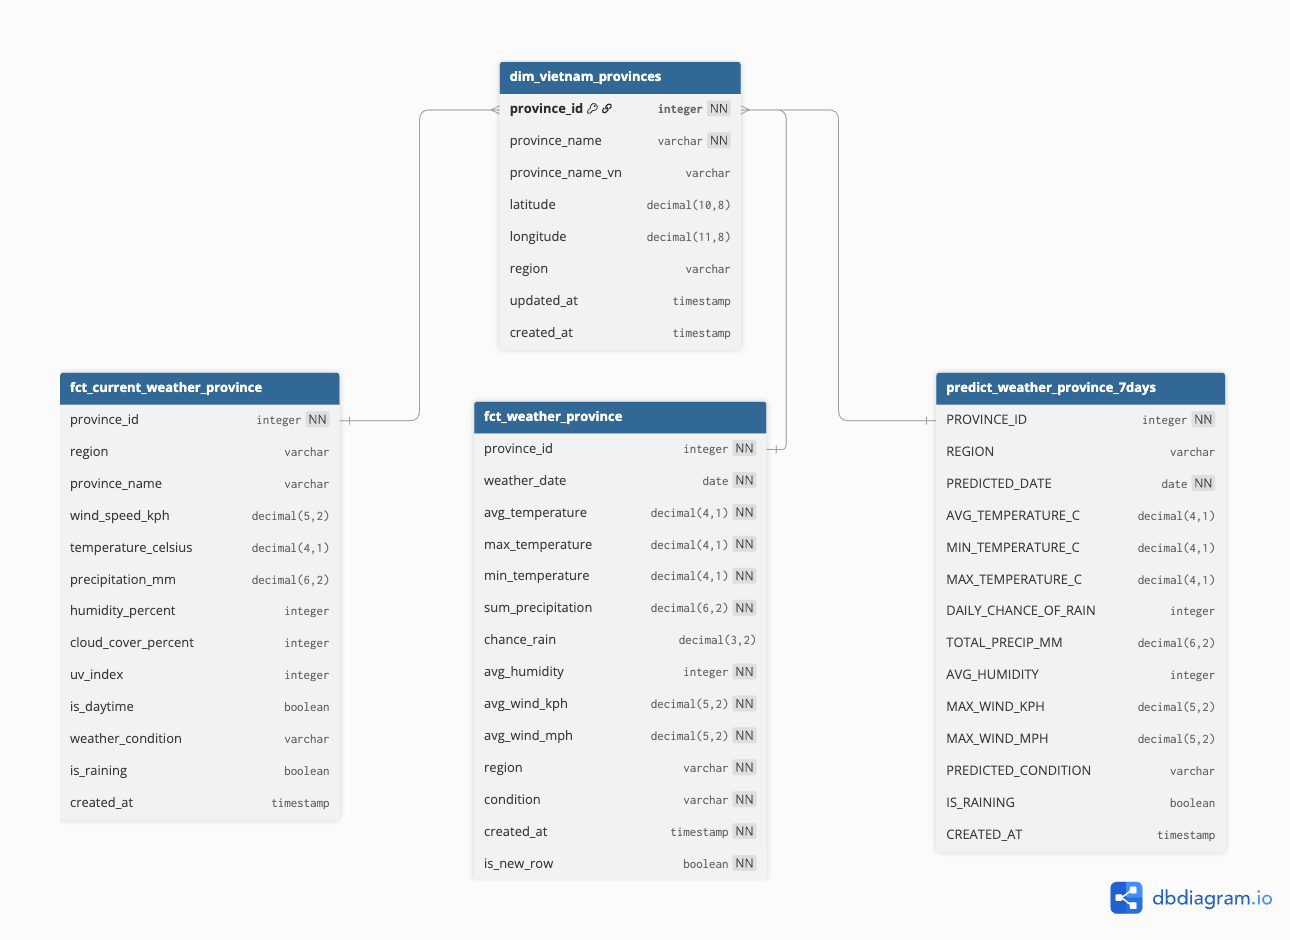 dim_vietnam_provinces
province_id integer NN
province_name varchar NN
province_name_vn varchar
latitude decimal(10,8)
longitude decimal(11,8)
region varchar
updated_at timestamp
created_at timestamp
fct_current_weather_province
province_id integer NN
region varchar
province_name varchar
wind_speed_kph decimal(5,2)
temperature_celsius decimal(4,1)
precipitation_mm decimal(6,2)
humidity_percent integer
cloud_cover_percent integer
uv_index integer
is_daytime boolean
weather_condition varchar
is_raining boolean
created_at timestamp
fct_weather_province
province_id integer NN
weather_date date NN
avg_temperature decimal(4,1) NN
max_temperature decimal(4,1) NN
min_temperature decimal(4,1) NN
sum_precipitation decimal(6,2) NN
chance_rain decimal(3,2)
avg_humidity integer NN
avg_wind_kph decimal(5,2) NN
avg_wind_mph decimal(5,2) NN
region varchar NN
condition varchar NN
created_at timestamp NN
is_new_row boolean NN
predict_weather_province_7days
PROVINCE_ID integer NN
REGION varchar
PREDICTED_DATE date NN
AVG_TEMPERATURE_C decimal(4,1)
MIN_TEMPERATURE_C decimal(4,1)
MAX_TEMPERATURE_C decimal(4,1)
DAILY_CHANCE_OF_RAIN integer
TOTAL_PRECIP_MM decimal(6,2)
AVG_HUMIDITY integer
MAX_WIND_KPH decimal(5,2)
MAX_WIND_MPH decimal(5,2)
PREDICTED_CONDITION varchar
IS_RAINING boolean
CREATED_AT timestamp
dbdiagram.io